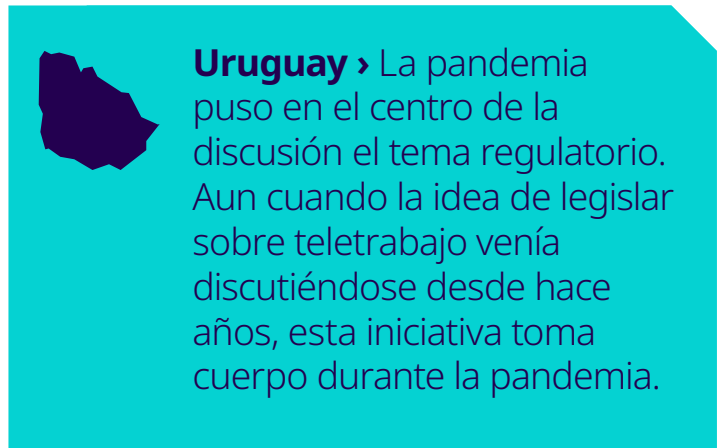 Uruguay › La pandemia
puso en el centro de la
discusión el tema regulatorio.
Aun cuando la idea de legislar
sobre teletrabajo venía
discutiéndose desde hace
años, esta iniciativa toma
cuerpo durante la pandemia.